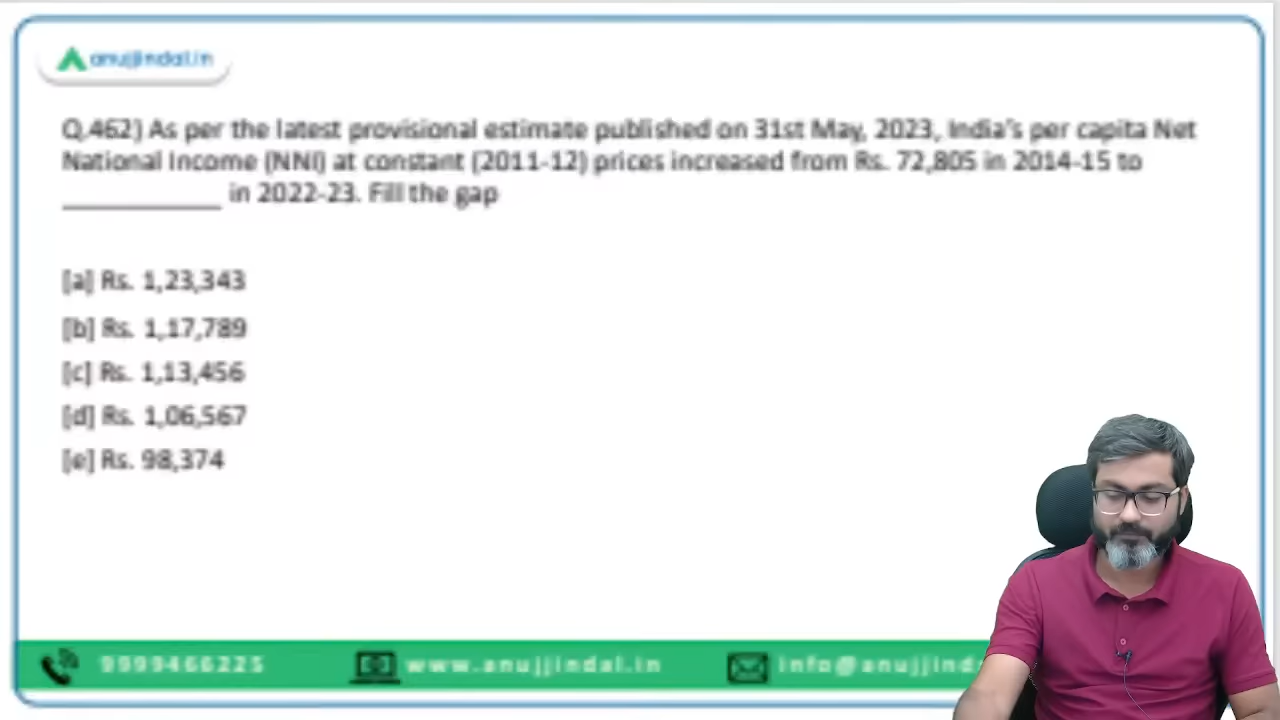 anujjindal.in
Q.462) As per the latest provisional estimate published on 31st May, 2023, India's per capita Net
National Income (NNI) at constant (2011-12) prices increased from Rs. 72,805 in 2014-15 to
____________ in 2022-23. Fill the gap
[a] Rs. 1,23,343
[b] Rs. 1,17,789
[c] Rs. 1,13,456
[d] Rs. 1,06,567
[e] Rs. 98,374
9999466225 www.anujjindal.in info@anujjind